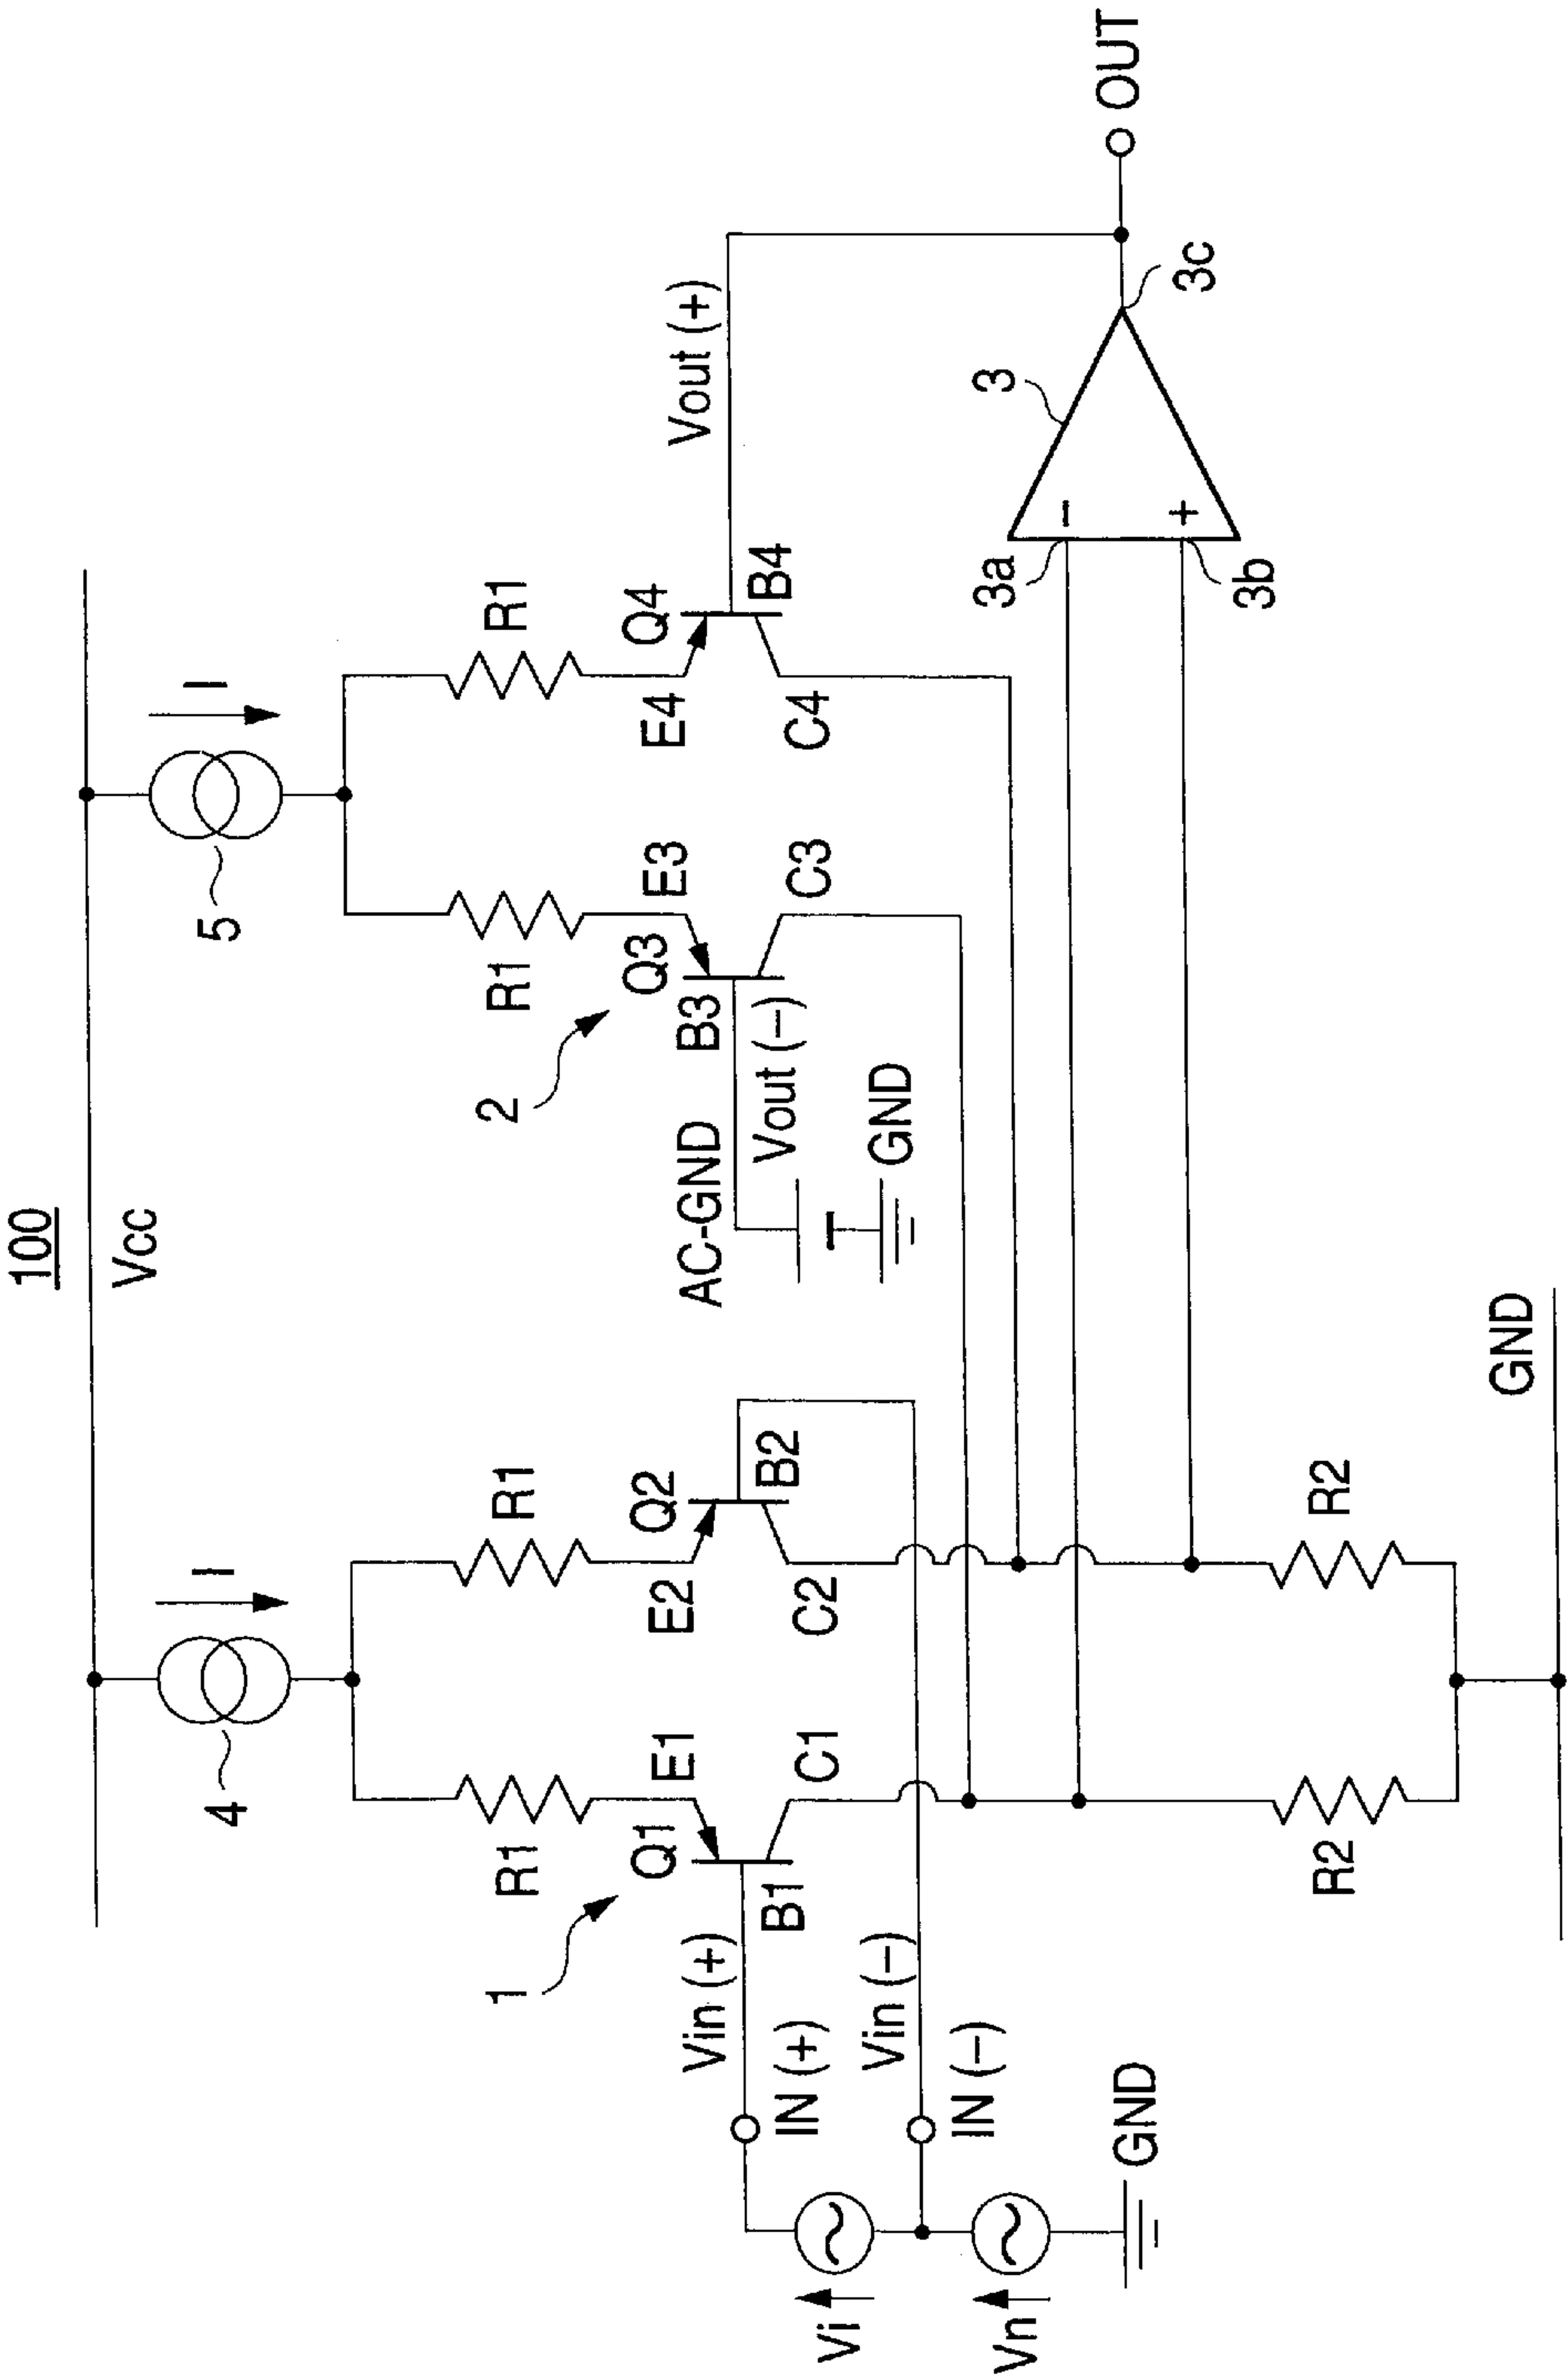 100
Vcc
4
I
5
I
R1
R1
R1
R1
1
Q1
E1
E2
Q2
2
Q3
E3
E4
Q4
Vin (+)
B1
B2
AC-GND
B3
B4
Vout (+)
IN (+)
C1
C2
Vout (−)
C3
C4
Vi
Vin (−)
GND
IN (−)
Vn
GND
3a
−
3
+
3b
3c
OUT
R2
R2
GND